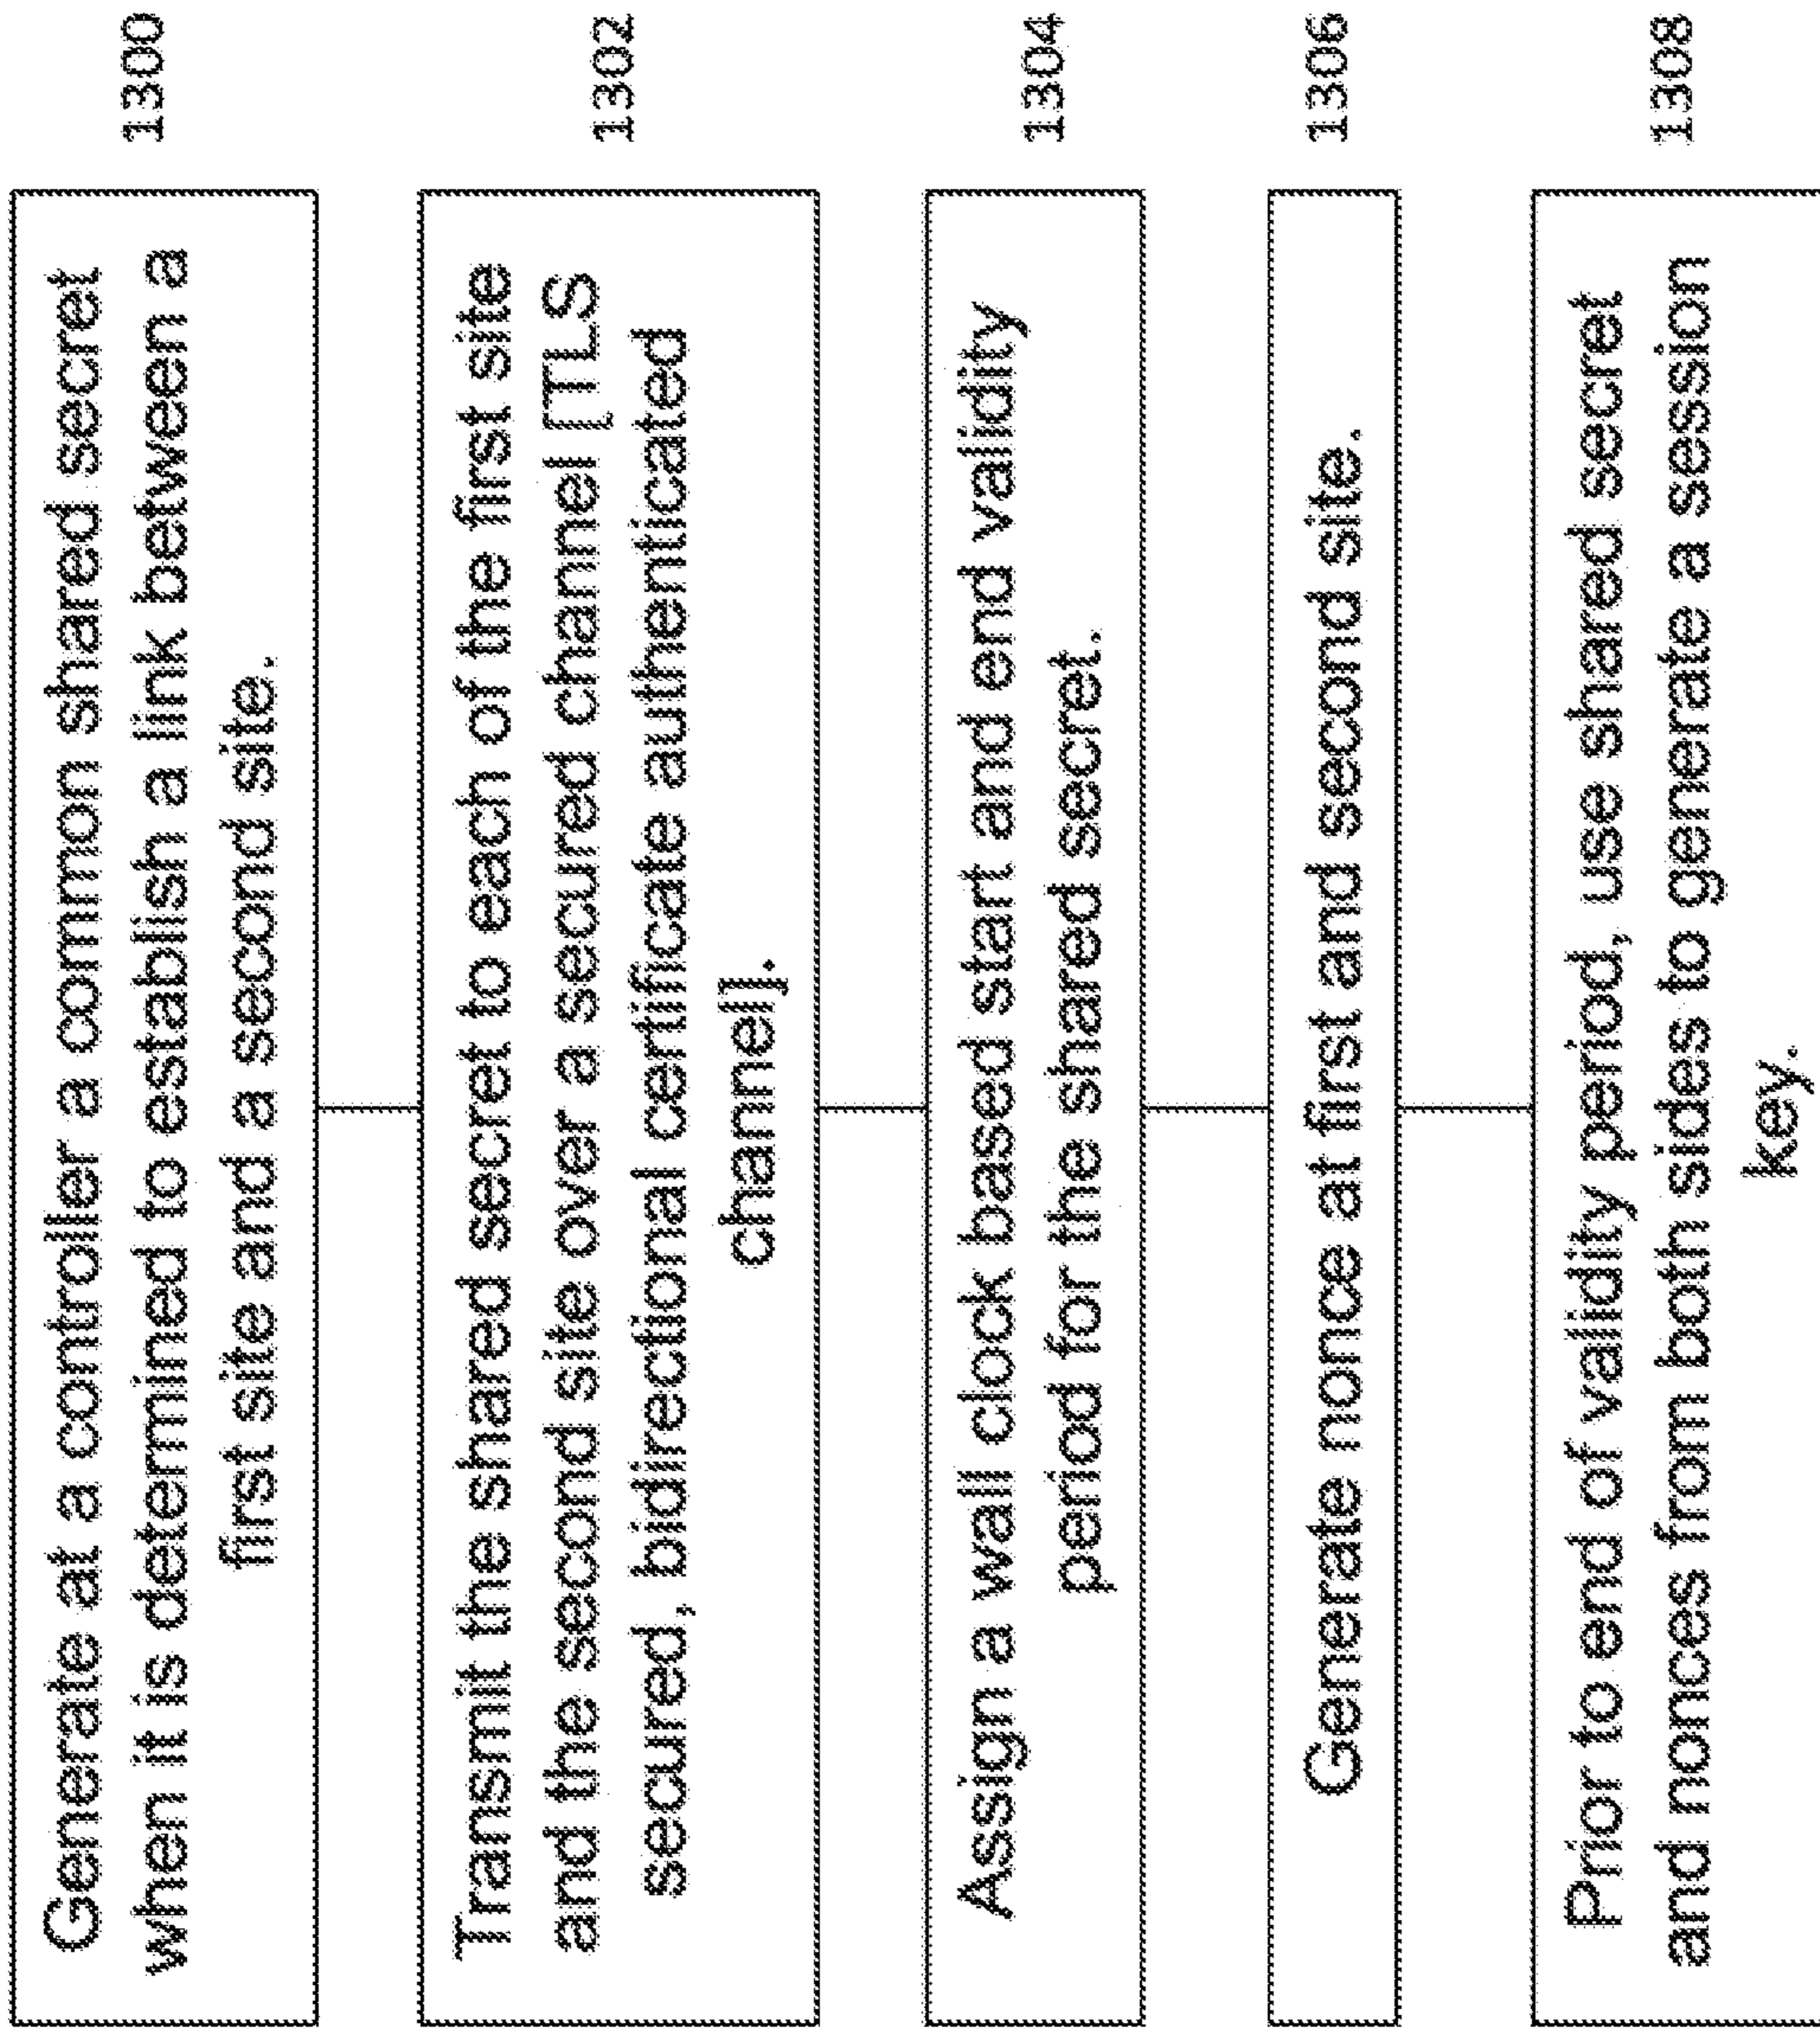 Generate at a controller a common shared secret
when it is determined to establish a link between a
first site and a second site.
1300
Transmit the shared secret to each of the first site
and the second site over a secured channel [TLS
secured, bidirectional certificate authenticated
channel].
1302
Assign a wall clock based start and end validity
period for the shared secret.
1304
Generate nonce at first and second site.
1306
Prior to end of validity period, use shared secret
and nonces from both sides to generate a session
key.
1308